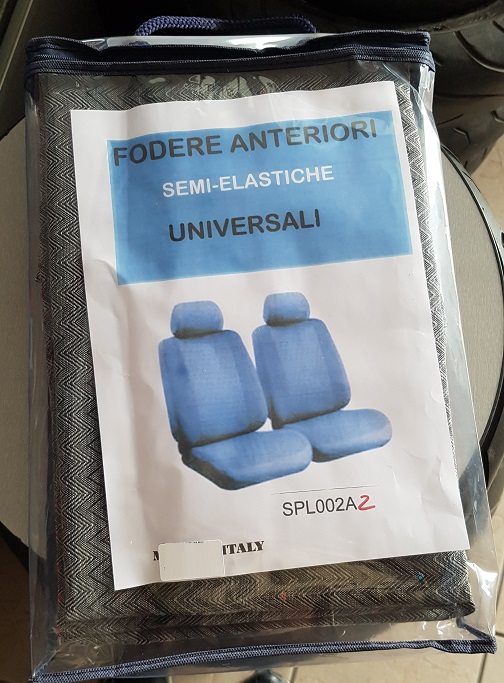 FODERE ANTERIORI
SEMI-ELASTICHE
UNIVERSALI
SPL002A2
ITALY